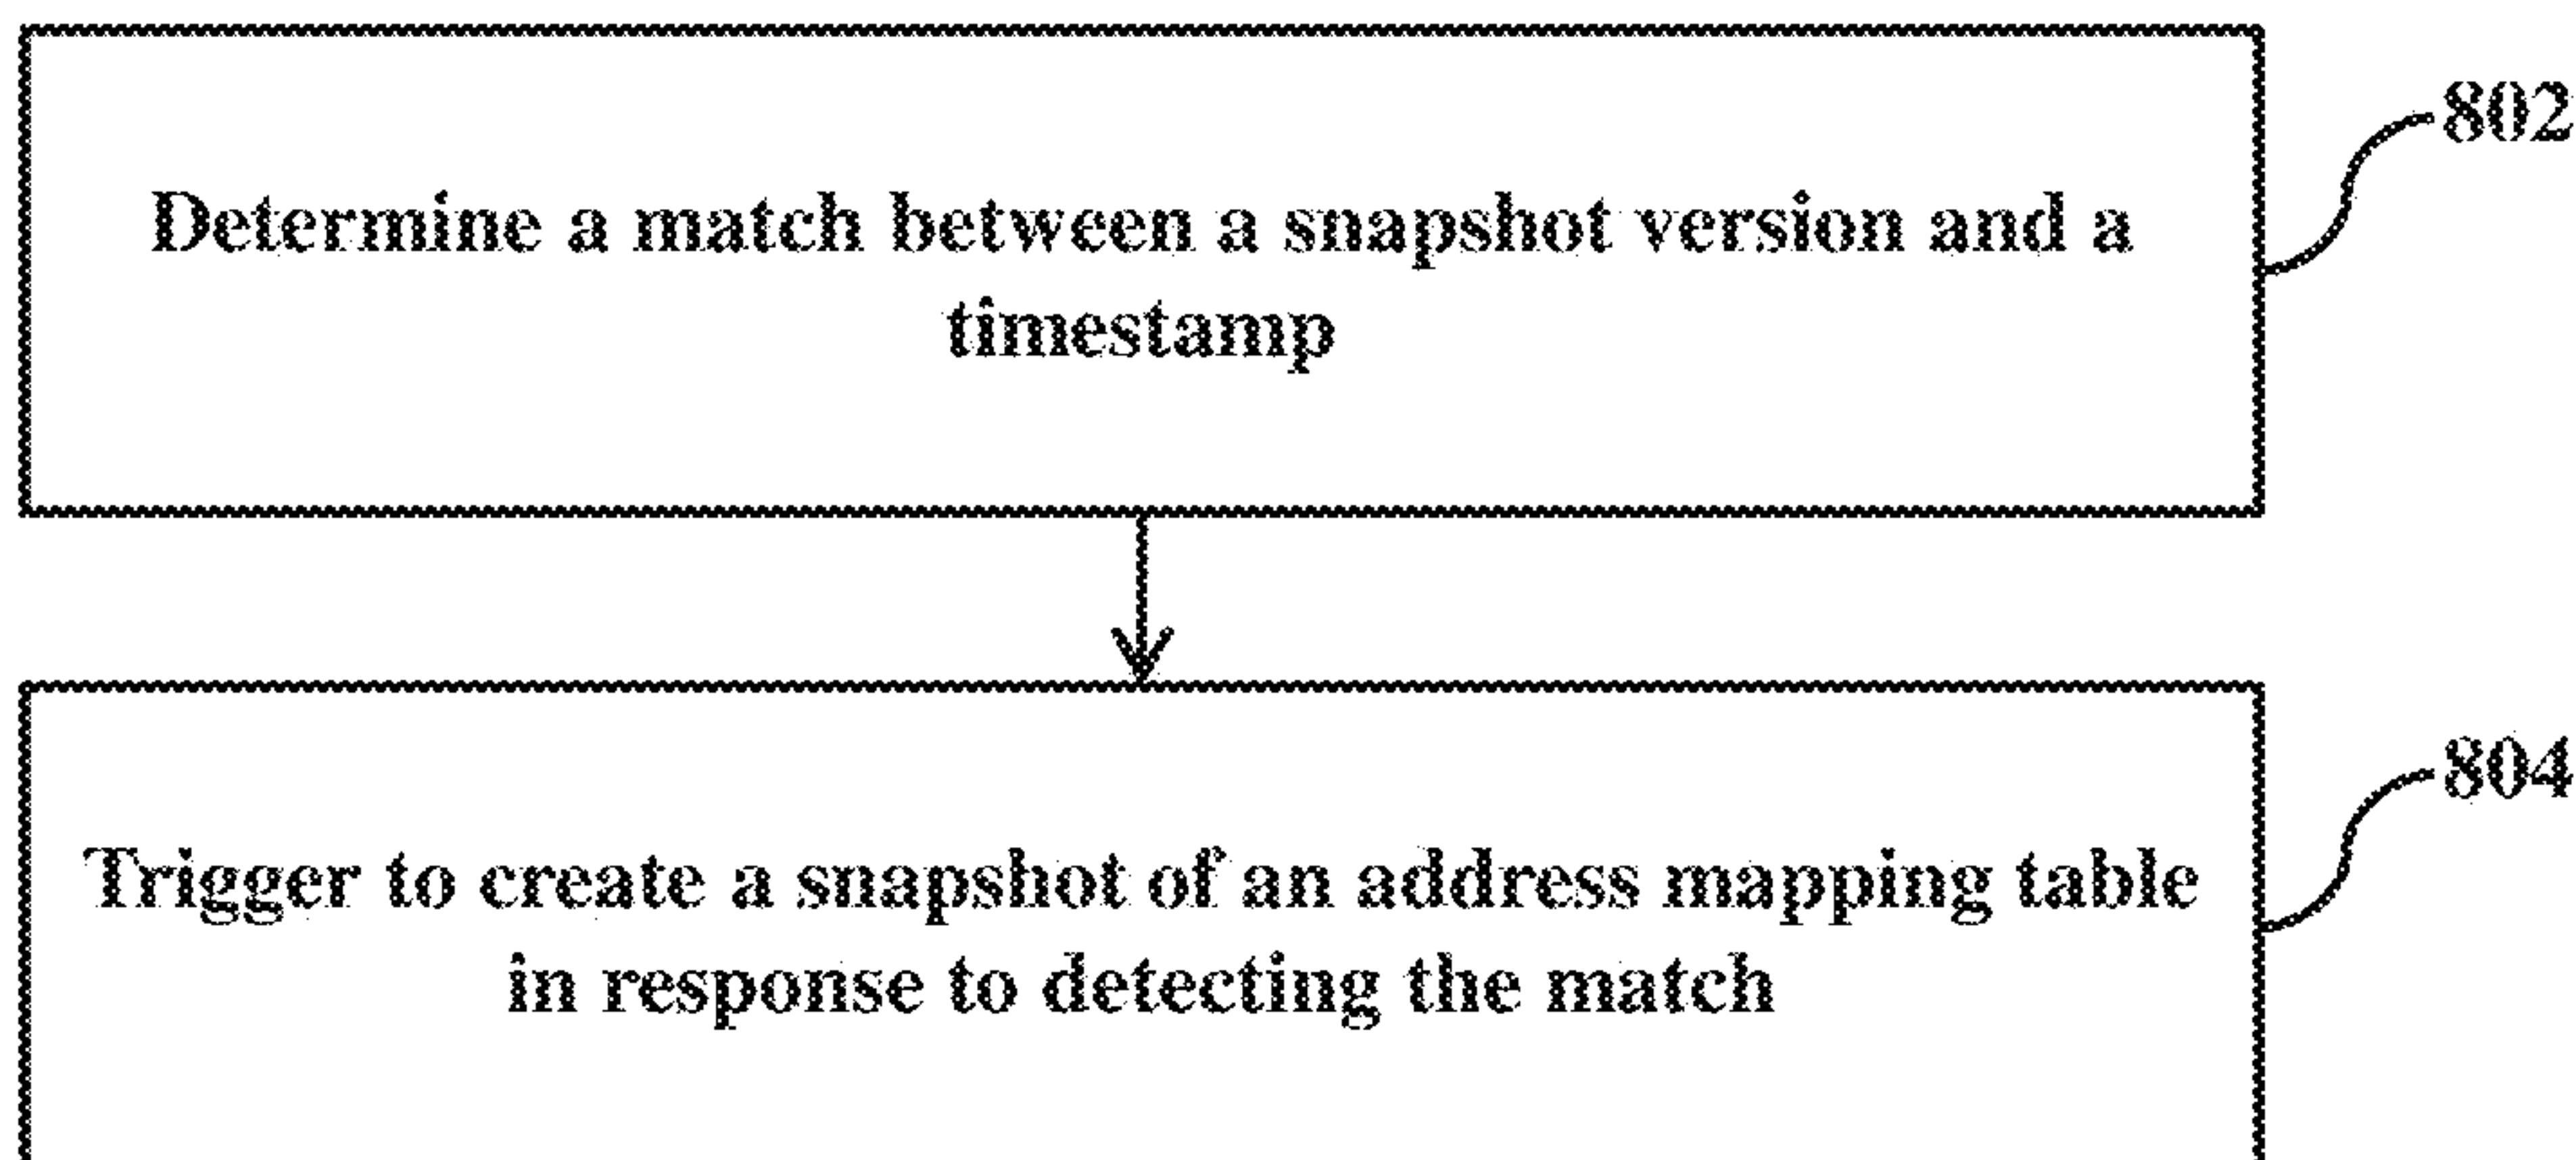 802
Determine a match between a snapshot version and a
timestamp
804
Trigger to create a snapshot of an address mapping table
in response to detecting the match